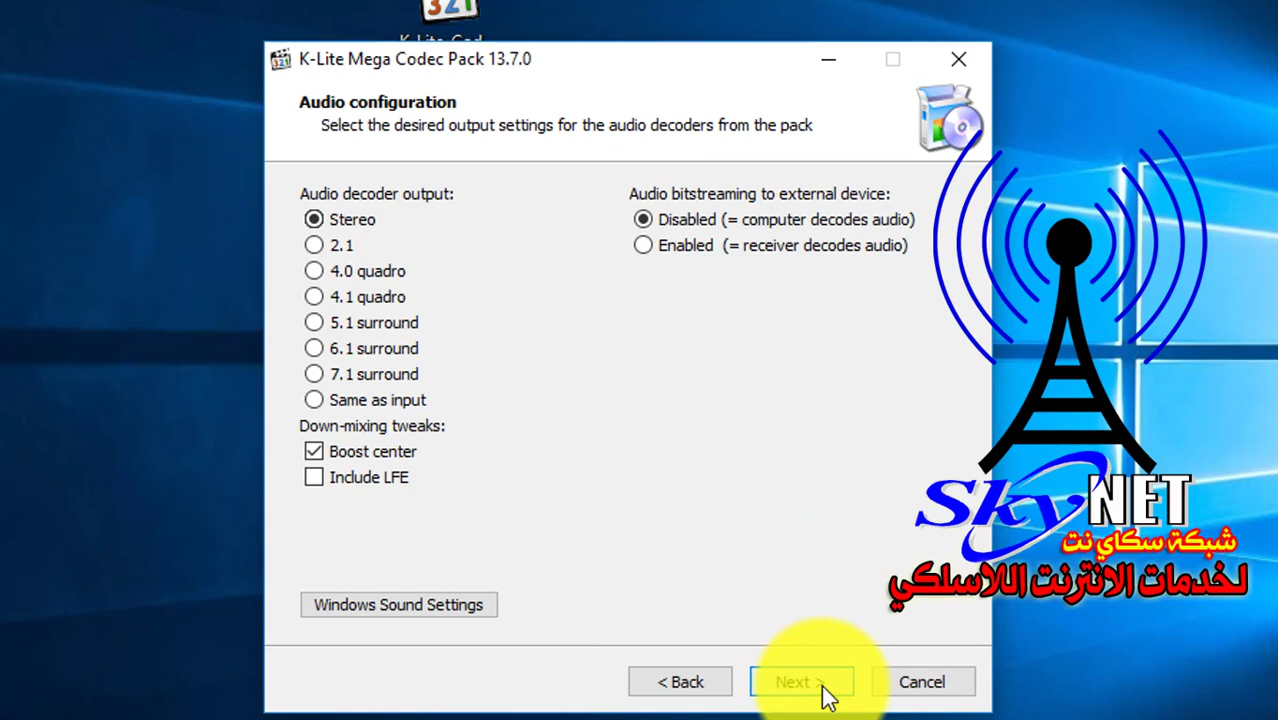 321
K-Lite Cod
K-Lite Mega Codec Pack 13.7.0
Audio configuration
Select the desired output settings for the audio decoders from the pack
Audio decoder output:
Stereo
2.1
4.0 quadro
4.1 quadro
5.1 surround
6.1 surround
7.1 surround
Same as input
Down-mixing tweaks:
Boost center
Include LFE
Audio bitstreaming to external device:
Disabled (= computer decodes audio)
Enabled (= receiver decodes audio)
SkyNET
شبكة سكاي نت
لخدمات الانترنت اللاسلكي
Windows Sound Settings
< Back
Next >
Cancel